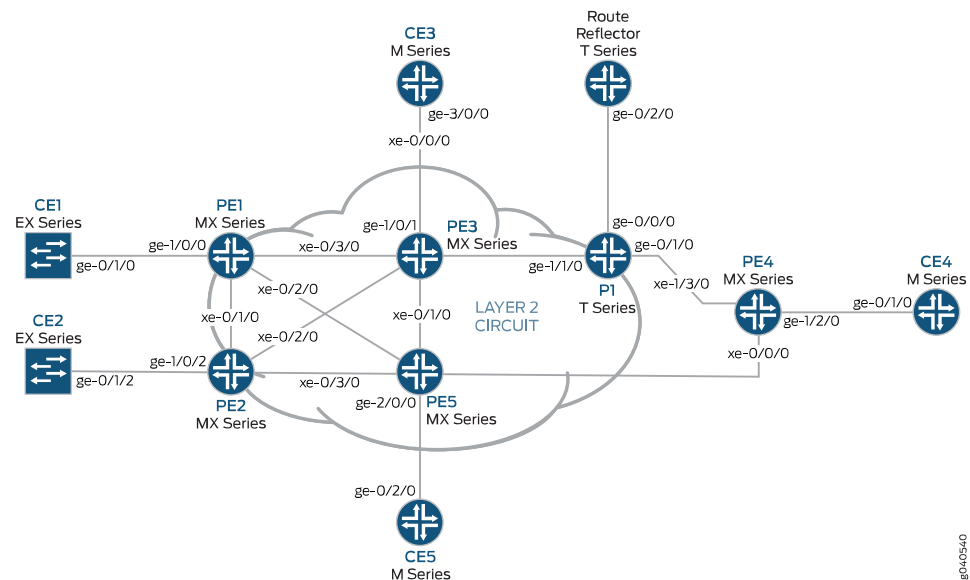 CE3
M Series
ge-3/0/0
xe-0/0/0
Route
Reflector
T Series
ge-0/2/0
CE1
EX Series
ge-0/1/0
PE1
MX Series
ge-1/0/0
xe-0/3/0
ge-1/0/1
PE3
MX Series
ge-0/0/0
ge-0/1/0
ge-1/1/0
P1
T Series
xe-1/3/0
PE4
MX Series
CE4
M Series
ge-0/1/0
ge-1/2/0
xe-0/0/0
xe-0/2/0
xe-0/1/0
xe-0/2/0
xe-0/1/0
LAYER 2
CIRCUIT
CE2
EX Series
ge-0/1/2
ge-1/0/2
PE2
MX Series
xe-0/3/0
ge-2/0/0
PE5
MX Series
ge-0/2/0
CE5
M Series
g040540